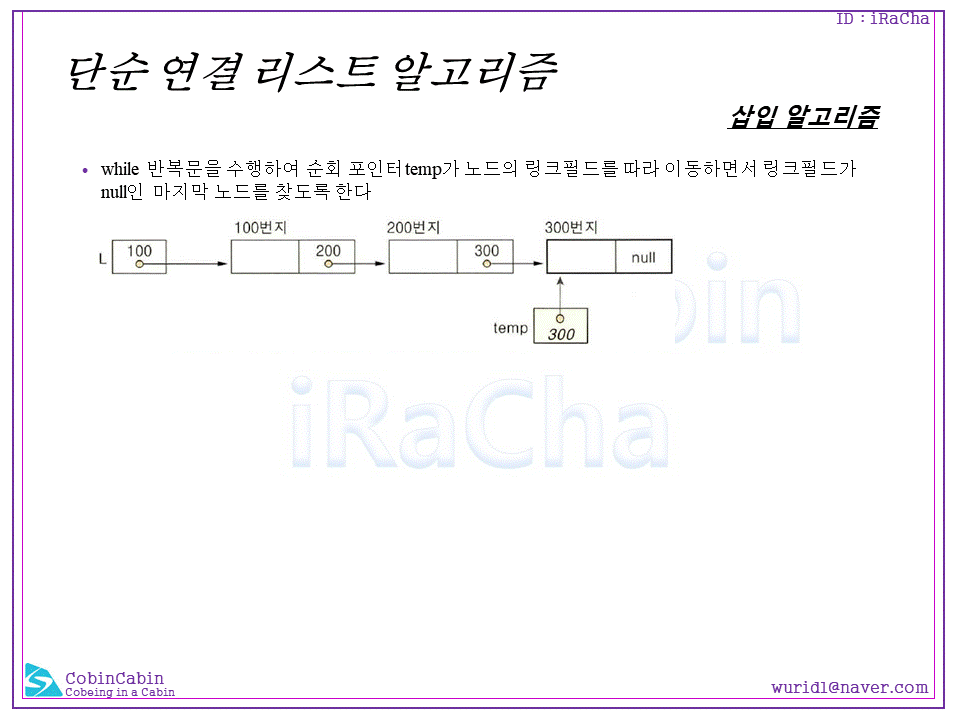 ID : iRaCha
단순 연결 리스트 알고리즘
삽입 알고리즘
• while 반복문을 수행하여 순회 포인터 temp가 노드의 링크필드를 따라 이동하면서 링크필드가
null인 마지막 노드를 찾도록 한다
100번지 200번지 300번지
L 100 200 300 null
temp 300
bin
iRaCha
CobinCabin
Cobeing in a Cabin
wurid1@naver.com